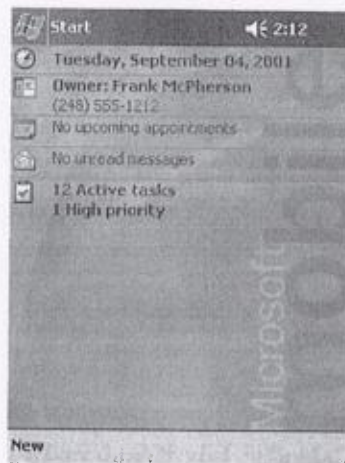 Start 2:12
Tuesday, September 04, 2001
Owner: Frank McPherson
(248) 555-1212
No upcoming appointments
No unread messages
12 Active tasks
1 High priority
Microsoft
New